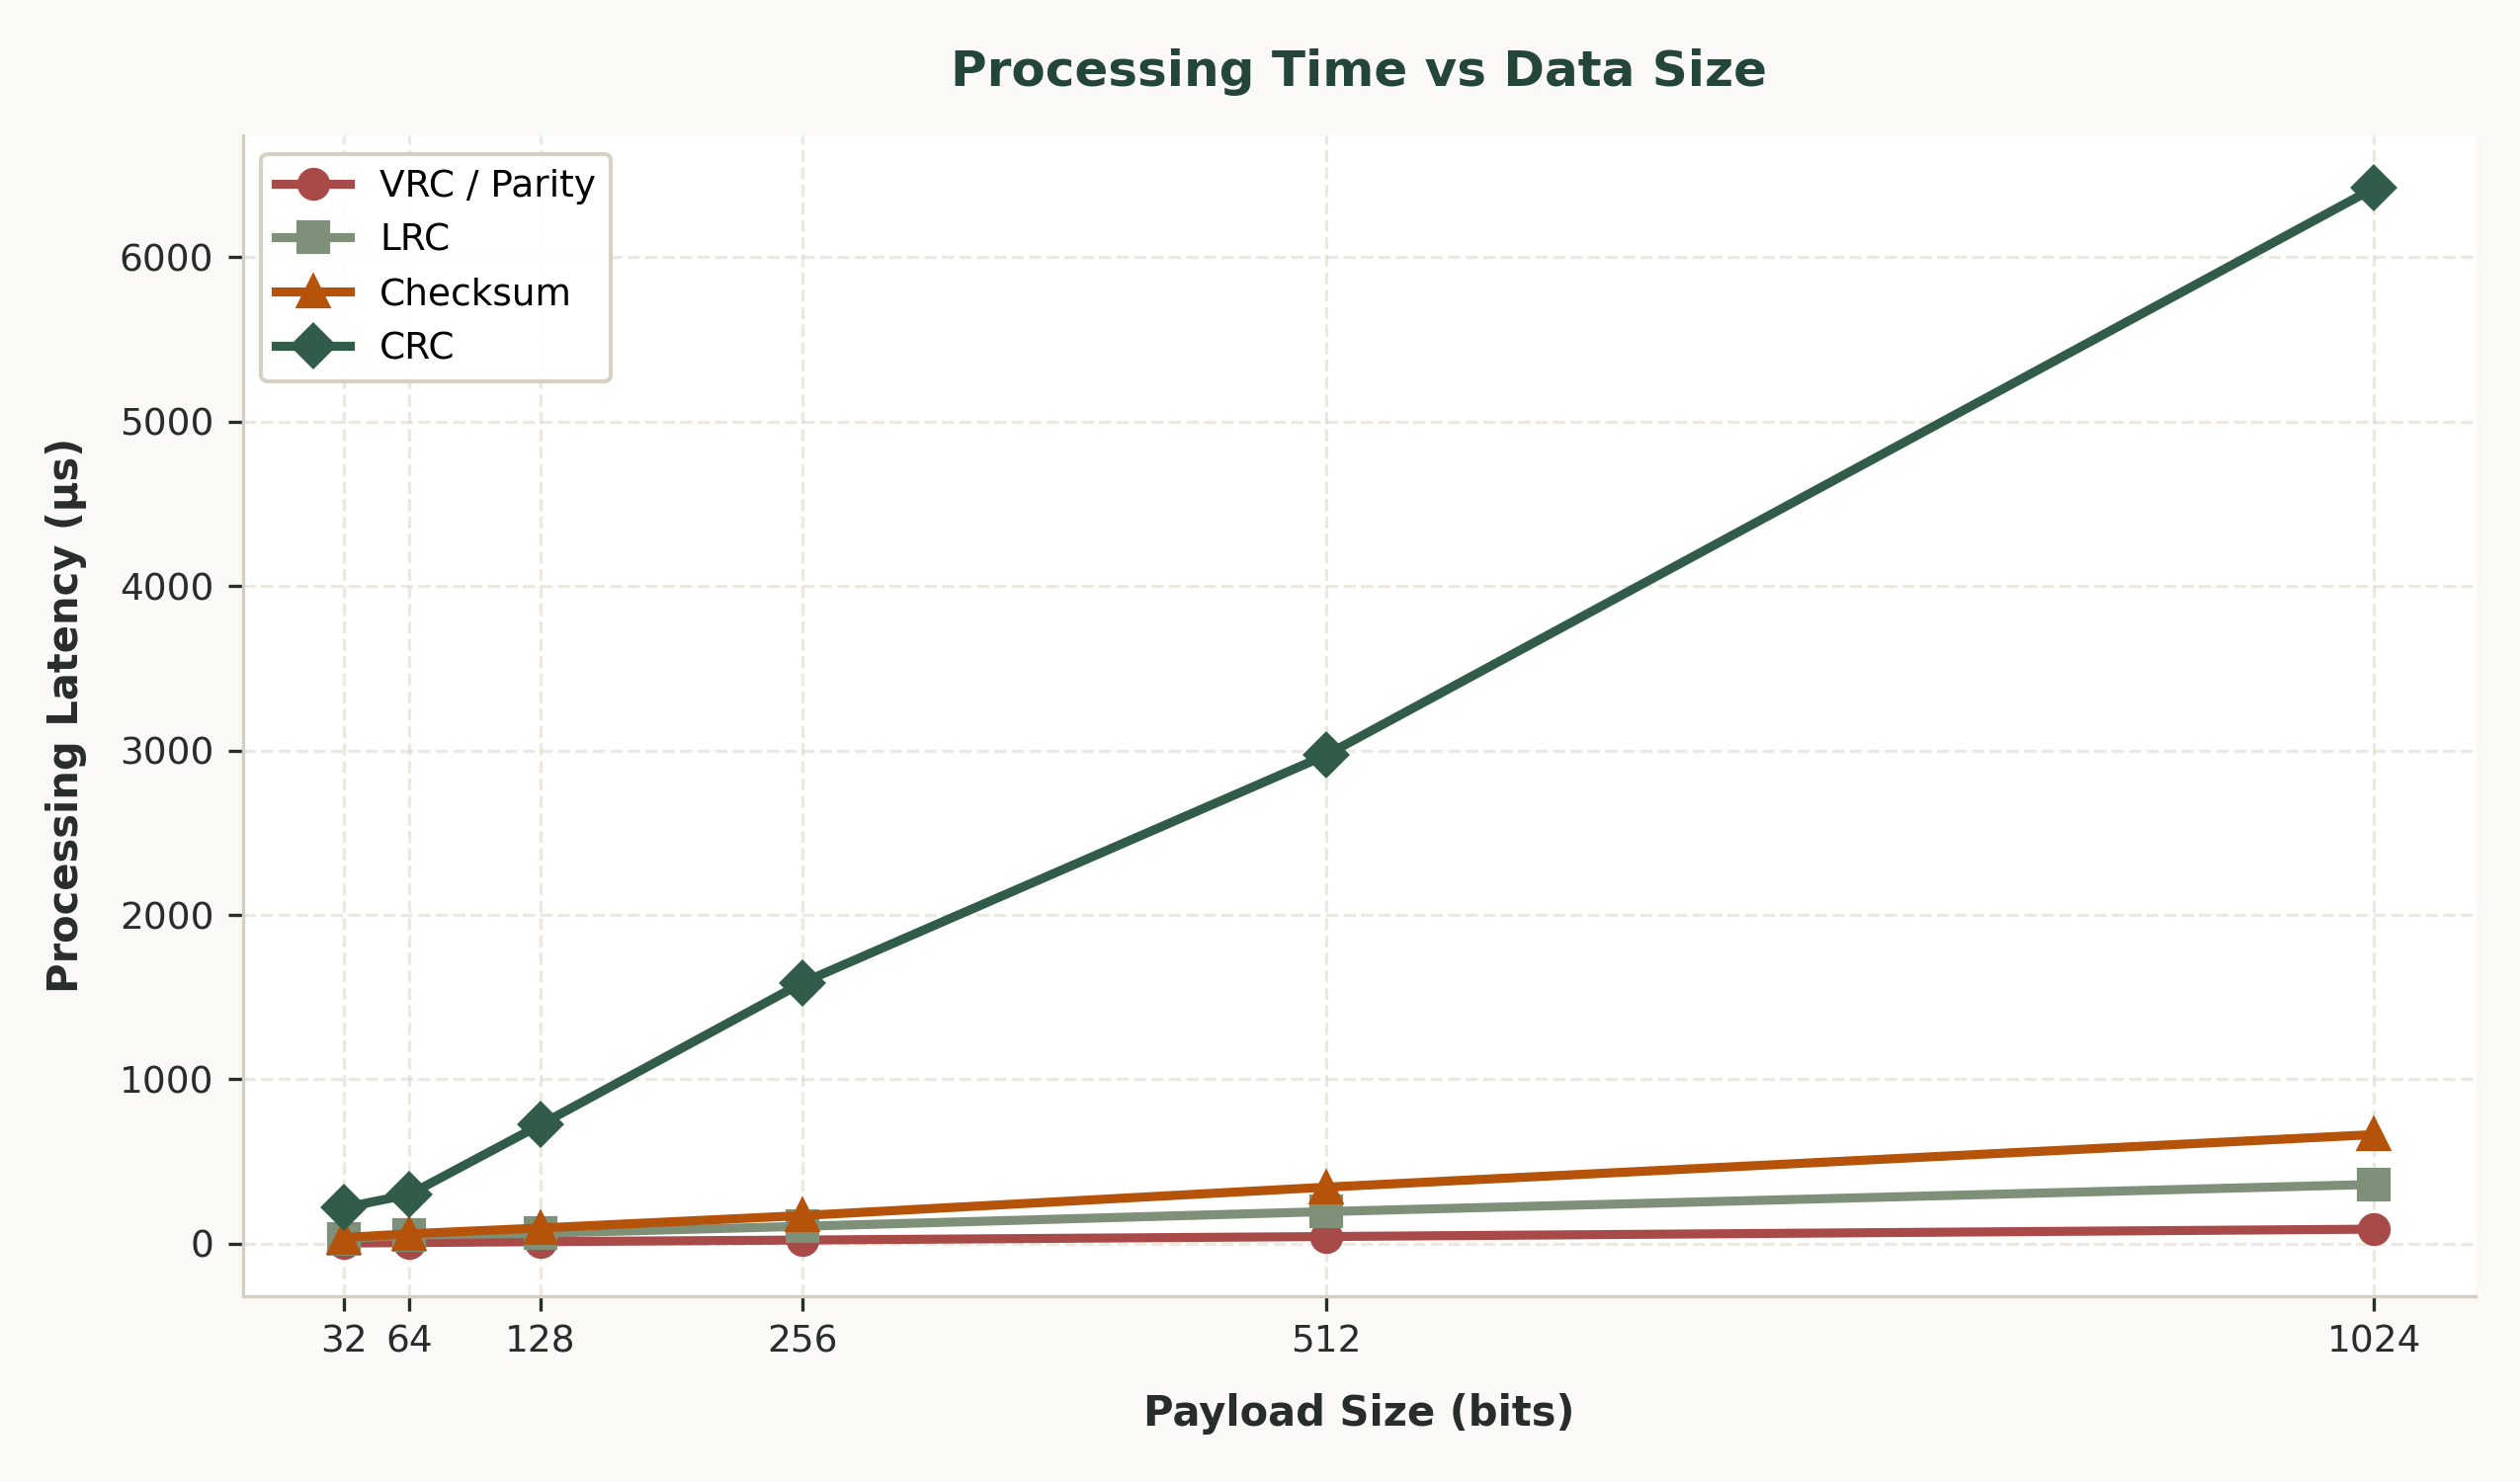 Processing Time vs Data Size
VRC / Parity
LRC
Checksum
CRC
Processing Latency (µs)
6000
5000
4000
3000
2000
1000
0
32 64 128 256 512 1024
Payload Size (bits)